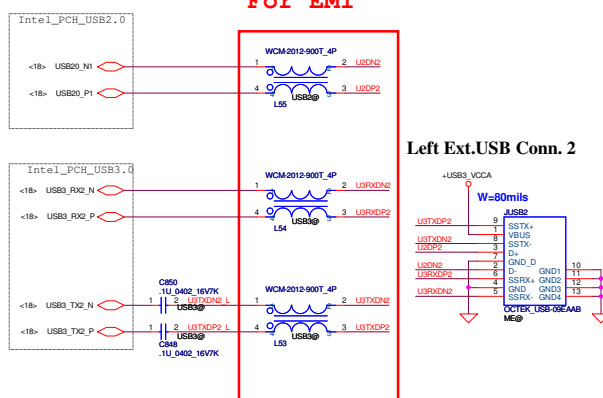 For EMI
Intel_PCH_USB2.0
WCM-2012-900T_4P
<18> USB20_N1
1 2 U2DN2
<18> USB20_P1
4 3 U2DP2
USB2@
L55
Left Ext.USB Conn. 2
Intel_PCH_USB3.0
WCM-2012-900T_4P
<18> USB3_RX2_N
1 2 U3RXDN2
<18> USB3_RX2_P
4 3 U3RXDP2
USB3@
L54
+USB3_VCCA
W=80mils
JUSB2
U3TXDP2 9 SSTX+
1 VBUS
U3TXDN2 8 SSTX-
U2DP2 3 D+
7 GND_D
U2DN2 2 D- GND1 10
U3RXDP2 6 SSRX+ GND2 11
4 GND GND3 12
U3RXDN2 5 SSRX- GND4 13
OCTEK_USB-09EAAB
ME@
C850
.1U_0402_16V7K
WCM-2012-900T_4P
<18> USB3_TX2_N
1 2 U3TXDN2_L
USB3@
1 2 U3TXDN2
<18> USB3_TX2_P
1 2 U3TXDP2_L
USB3@
4 3 U3TXDP2
USB3@
C848
.1U_0402_16V7K
L53